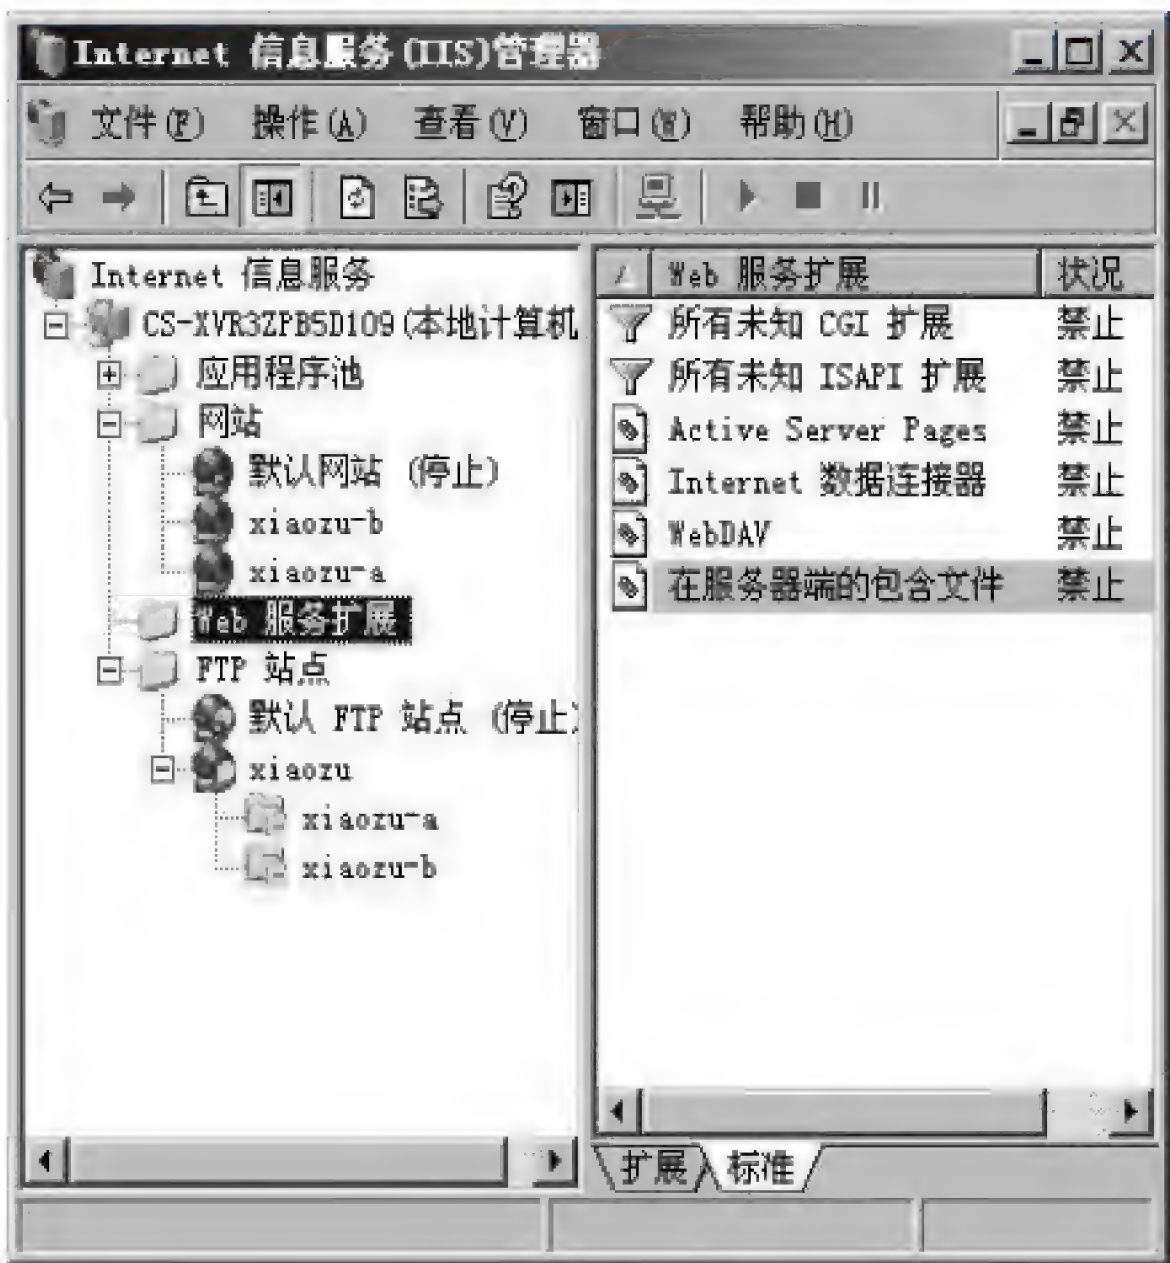 Internet 信息服务(IIS)管理器
文件(F) 操作(A) 查看(V) 窗口(W) 帮助(H)
Internet 信息服务
CS-XVR3ZPB5D109(本地计算机
应用程序池
网站
默认网站 (停止)
xiaozu-b
xiaozu-a
Web 服务扩展
FTP 站点
默认 FTP 站点 (停止)
xiaozu
xiaozu-a
xiaozu-b
Web 服务扩展 状况
所有未知 CGI 扩展 禁止
所有未知 ISAPI 扩展 禁止
Active Server Pages 禁止
Internet 数据连接器 禁止
WebDAV 禁止
在服务器端的包含文件 禁止
扩展 标准